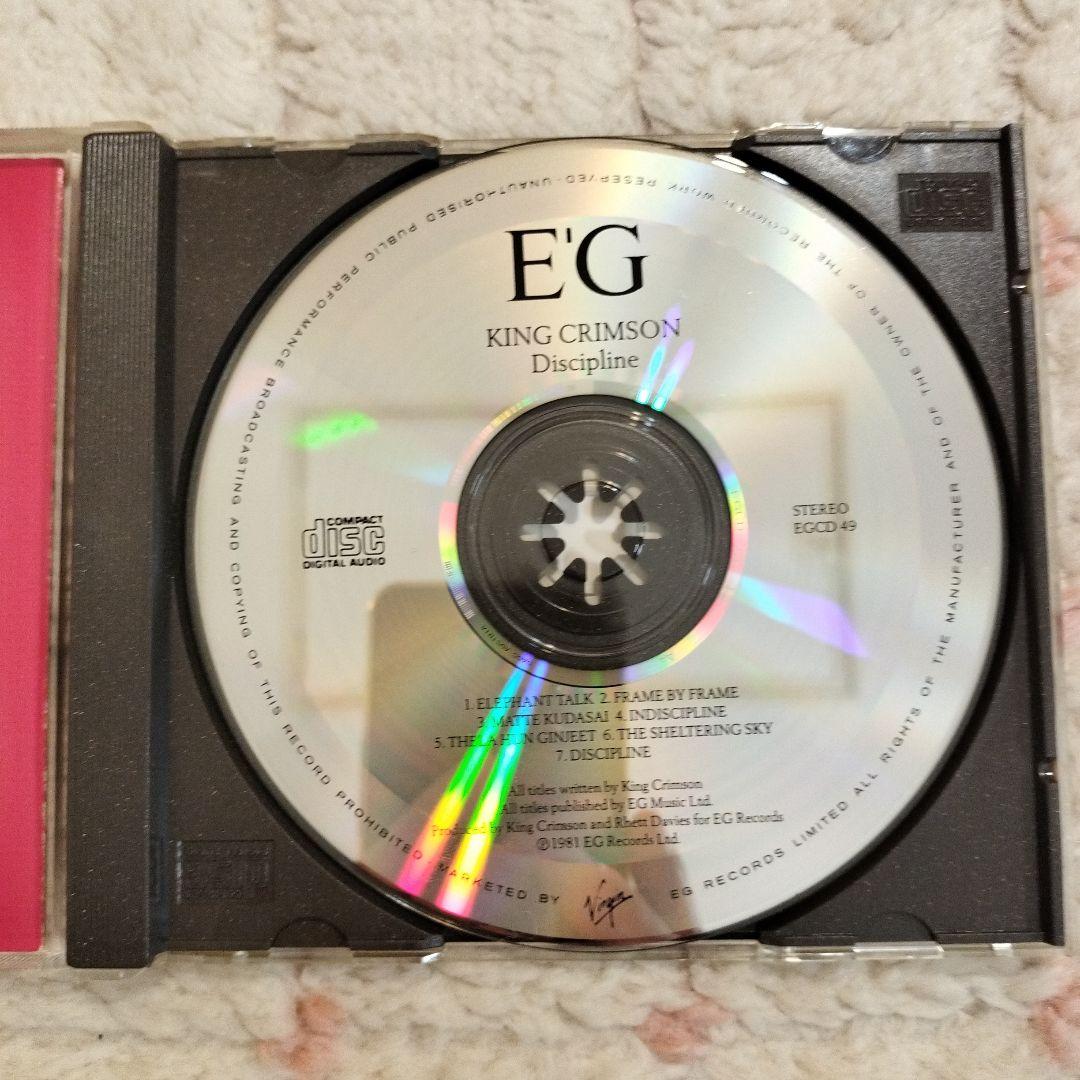 E'G
KING CRIMSON
Discipline
STEREO
EGCD 49
COMPACT
disc
DIGITAL AUDIO
1. ELEPHANT TALK 2. FRAME BY FRAME
3. MATTE KUDASAI 4. INDISCIPLINE
5. THELA HUN GINJEET 6. THE SHELTERING SKY
7. DISCIPLINE
All titles written by King Crimson
All titles published by EG Music Ltd.
Produced by King Crimson and Rhett Davies for EG Records
℗ 1981 EG Records Ltd.
EG RECORDS LIMITED ALL RIGHTS OF THE MANUFACTURER AND OF THE OWNER OF THE RECORDED WORK RESERVED · UNAUTHORISED PUBLIC PERFORMANCE BROADCASTING AND COPYING OF THIS RECORD PROHIBITED · MARKETED BY
Virgin